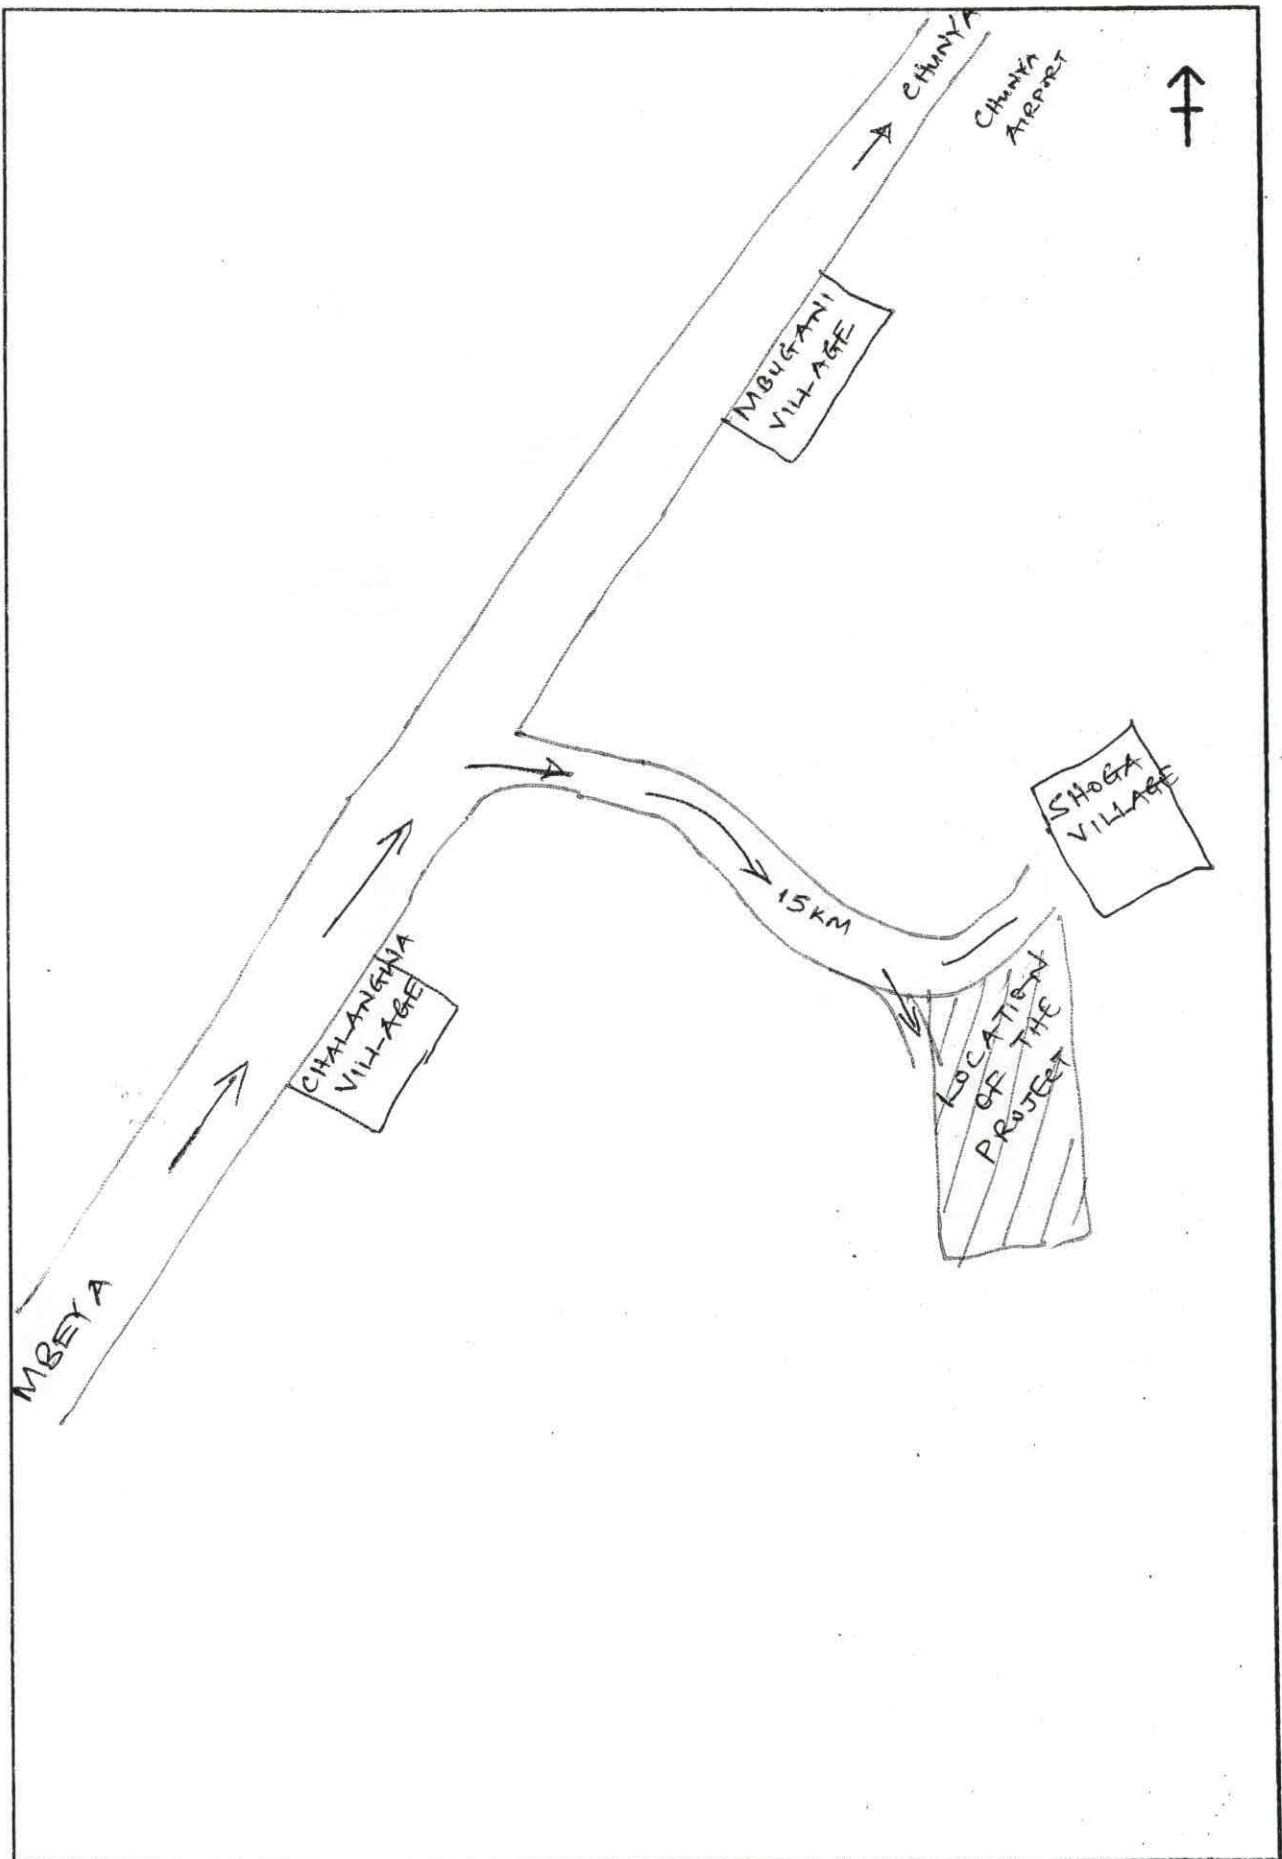 CHUNYA
CHUNYA
AIRPORT
MBUGANI
VILLAGE
SHOGA
VILLAGE
15KM
CHALANGWA
VILLAGE
LOCATION
OF THE
PROJECT
MBEYA